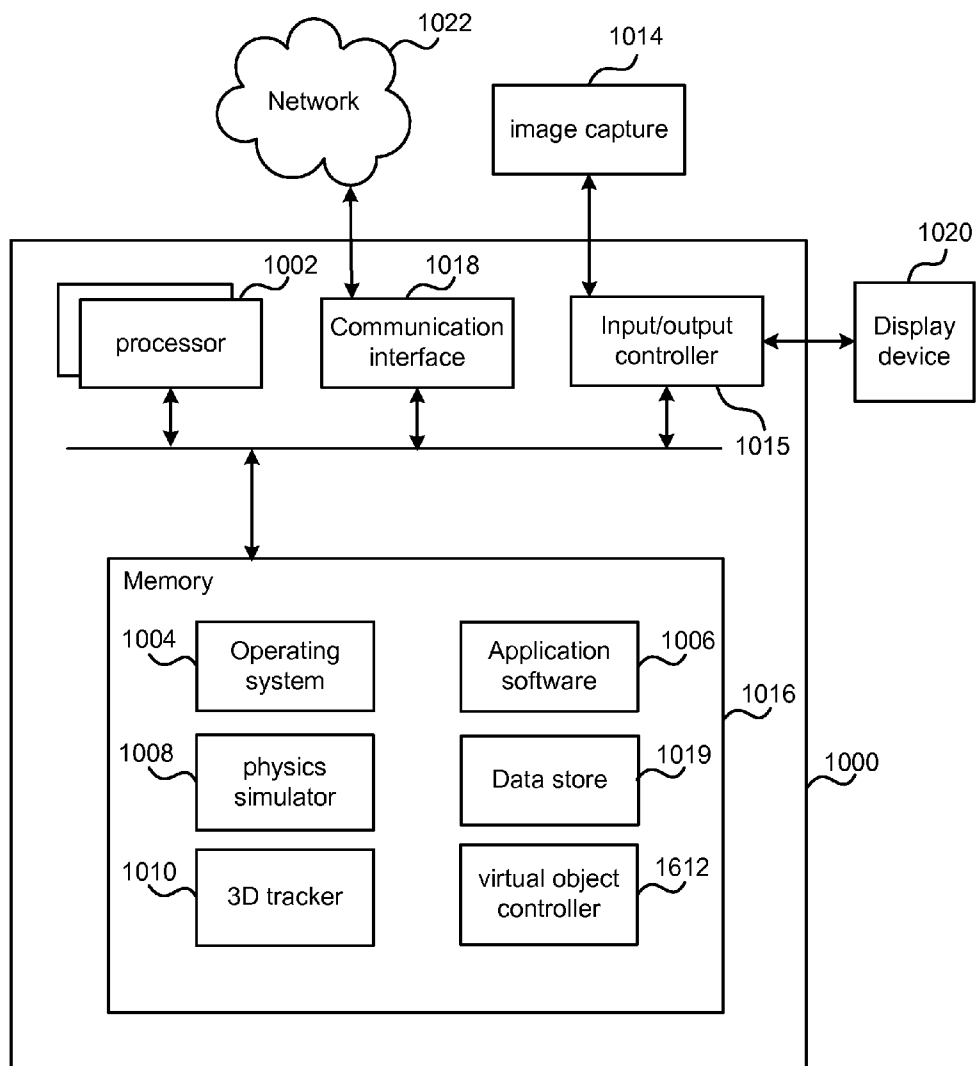 1022
Network
1014
image capture
1020
Display
device
1002
processor
1018
Communication
interface
Input/output
controller
1015
Memory
1004
Operating
system
Application
software
1006
1016
1008
physics
simulator
Data store
1019
1000
1010
3D tracker
virtual object
controller
1612